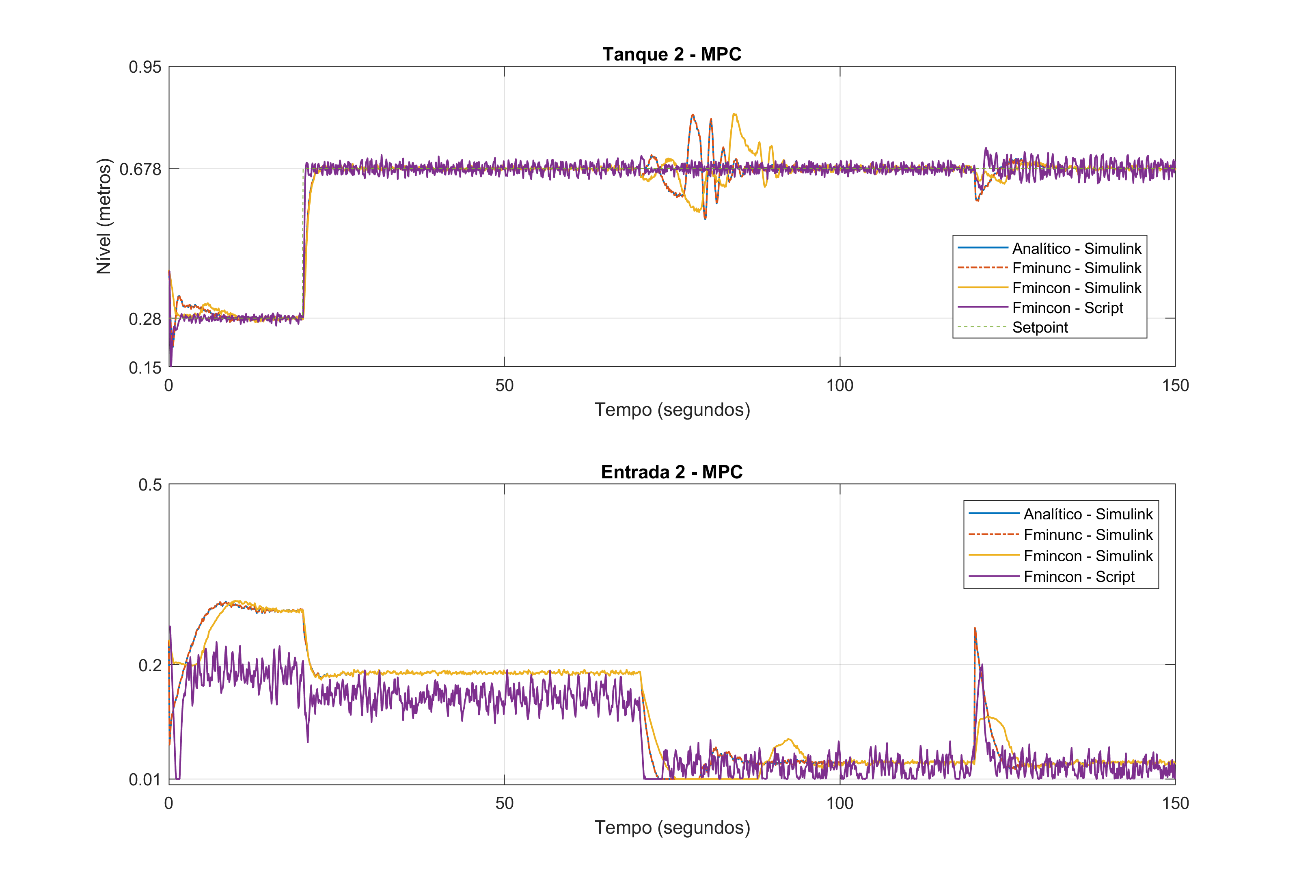 Tanque 2 - MPC
0.95
0.678
0.28
0.15
Nível (metros)
0
50
100
150
Tempo (segundos)
Analítico - Simulink
Fminunc - Simulink
Fmincon - Simulink
Fmincon - Script
Setpoint
Entrada 2 - MPC
0.5
0.2
0.01
0
50
100
150
Tempo (segundos)
Analítico - Simulink
Fminunc - Simulink
Fmincon - Simulink
Fmincon - Script